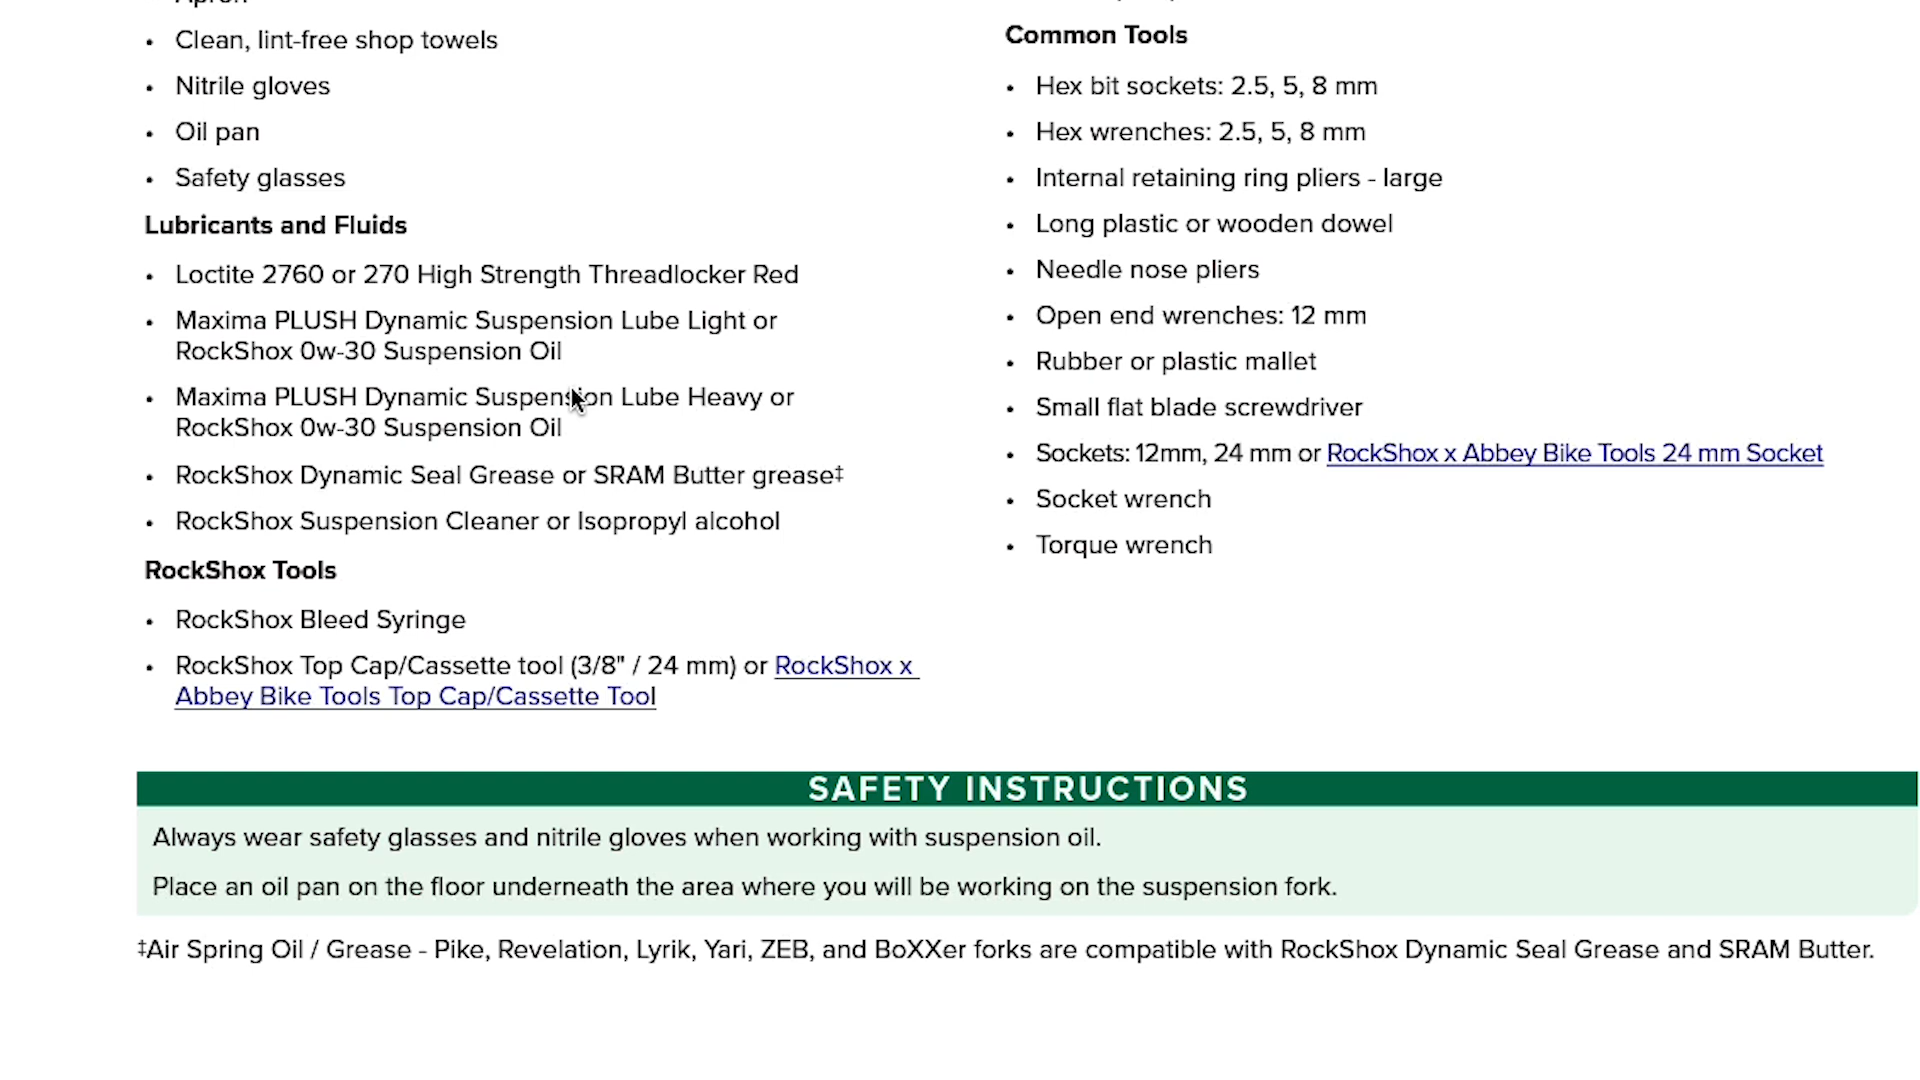 Apron
• Clean, lint-free shop towels
• Nitrile gloves
• Oil pan
• Safety glasses
Lubricants and Fluids
• Loctite 2760 or 270 High Strength Threadlocker Red
• Maxima PLUSH Dynamic Suspension Lube Light or
RockShox 0w-30 Suspension Oil
• Maxima PLUSH Dynamic Suspension Lube Heavy or
RockShox 0w-30 Suspension Oil
• RockShox Dynamic Seal Grease or SRAM Butter grease‡
• RockShox Suspension Cleaner or Isopropyl alcohol
RockShox Tools
• RockShox Bleed Syringe
• RockShox Top Cap/Cassette tool (3/8" / 24 mm) or RockShox x
Abbey Bike Tools Top Cap/Cassette Tool
Common Tools
• Hex bit sockets: 2.5, 5, 8 mm
• Hex wrenches: 2.5, 5, 8 mm
• Internal retaining ring pliers - large
• Long plastic or wooden dowel
• Needle nose pliers
• Open end wrenches: 12 mm
• Rubber or plastic mallet
• Small flat blade screwdriver
• Sockets: 12mm, 24 mm or RockShox x Abbey Bike Tools 24 mm Socket
• Socket wrench
• Torque wrench
SAFETY INSTRUCTIONS
Always wear safety glasses and nitrile gloves when working with suspension oil.
Place an oil pan on the floor underneath the area where you will be working on the suspension fork.
‡Air Spring Oil / Grease - Pike, Revelation, Lyrik, Yari, ZEB, and BoXXer forks are compatible with RockShox Dynamic Seal Grease and SRAM Butter.